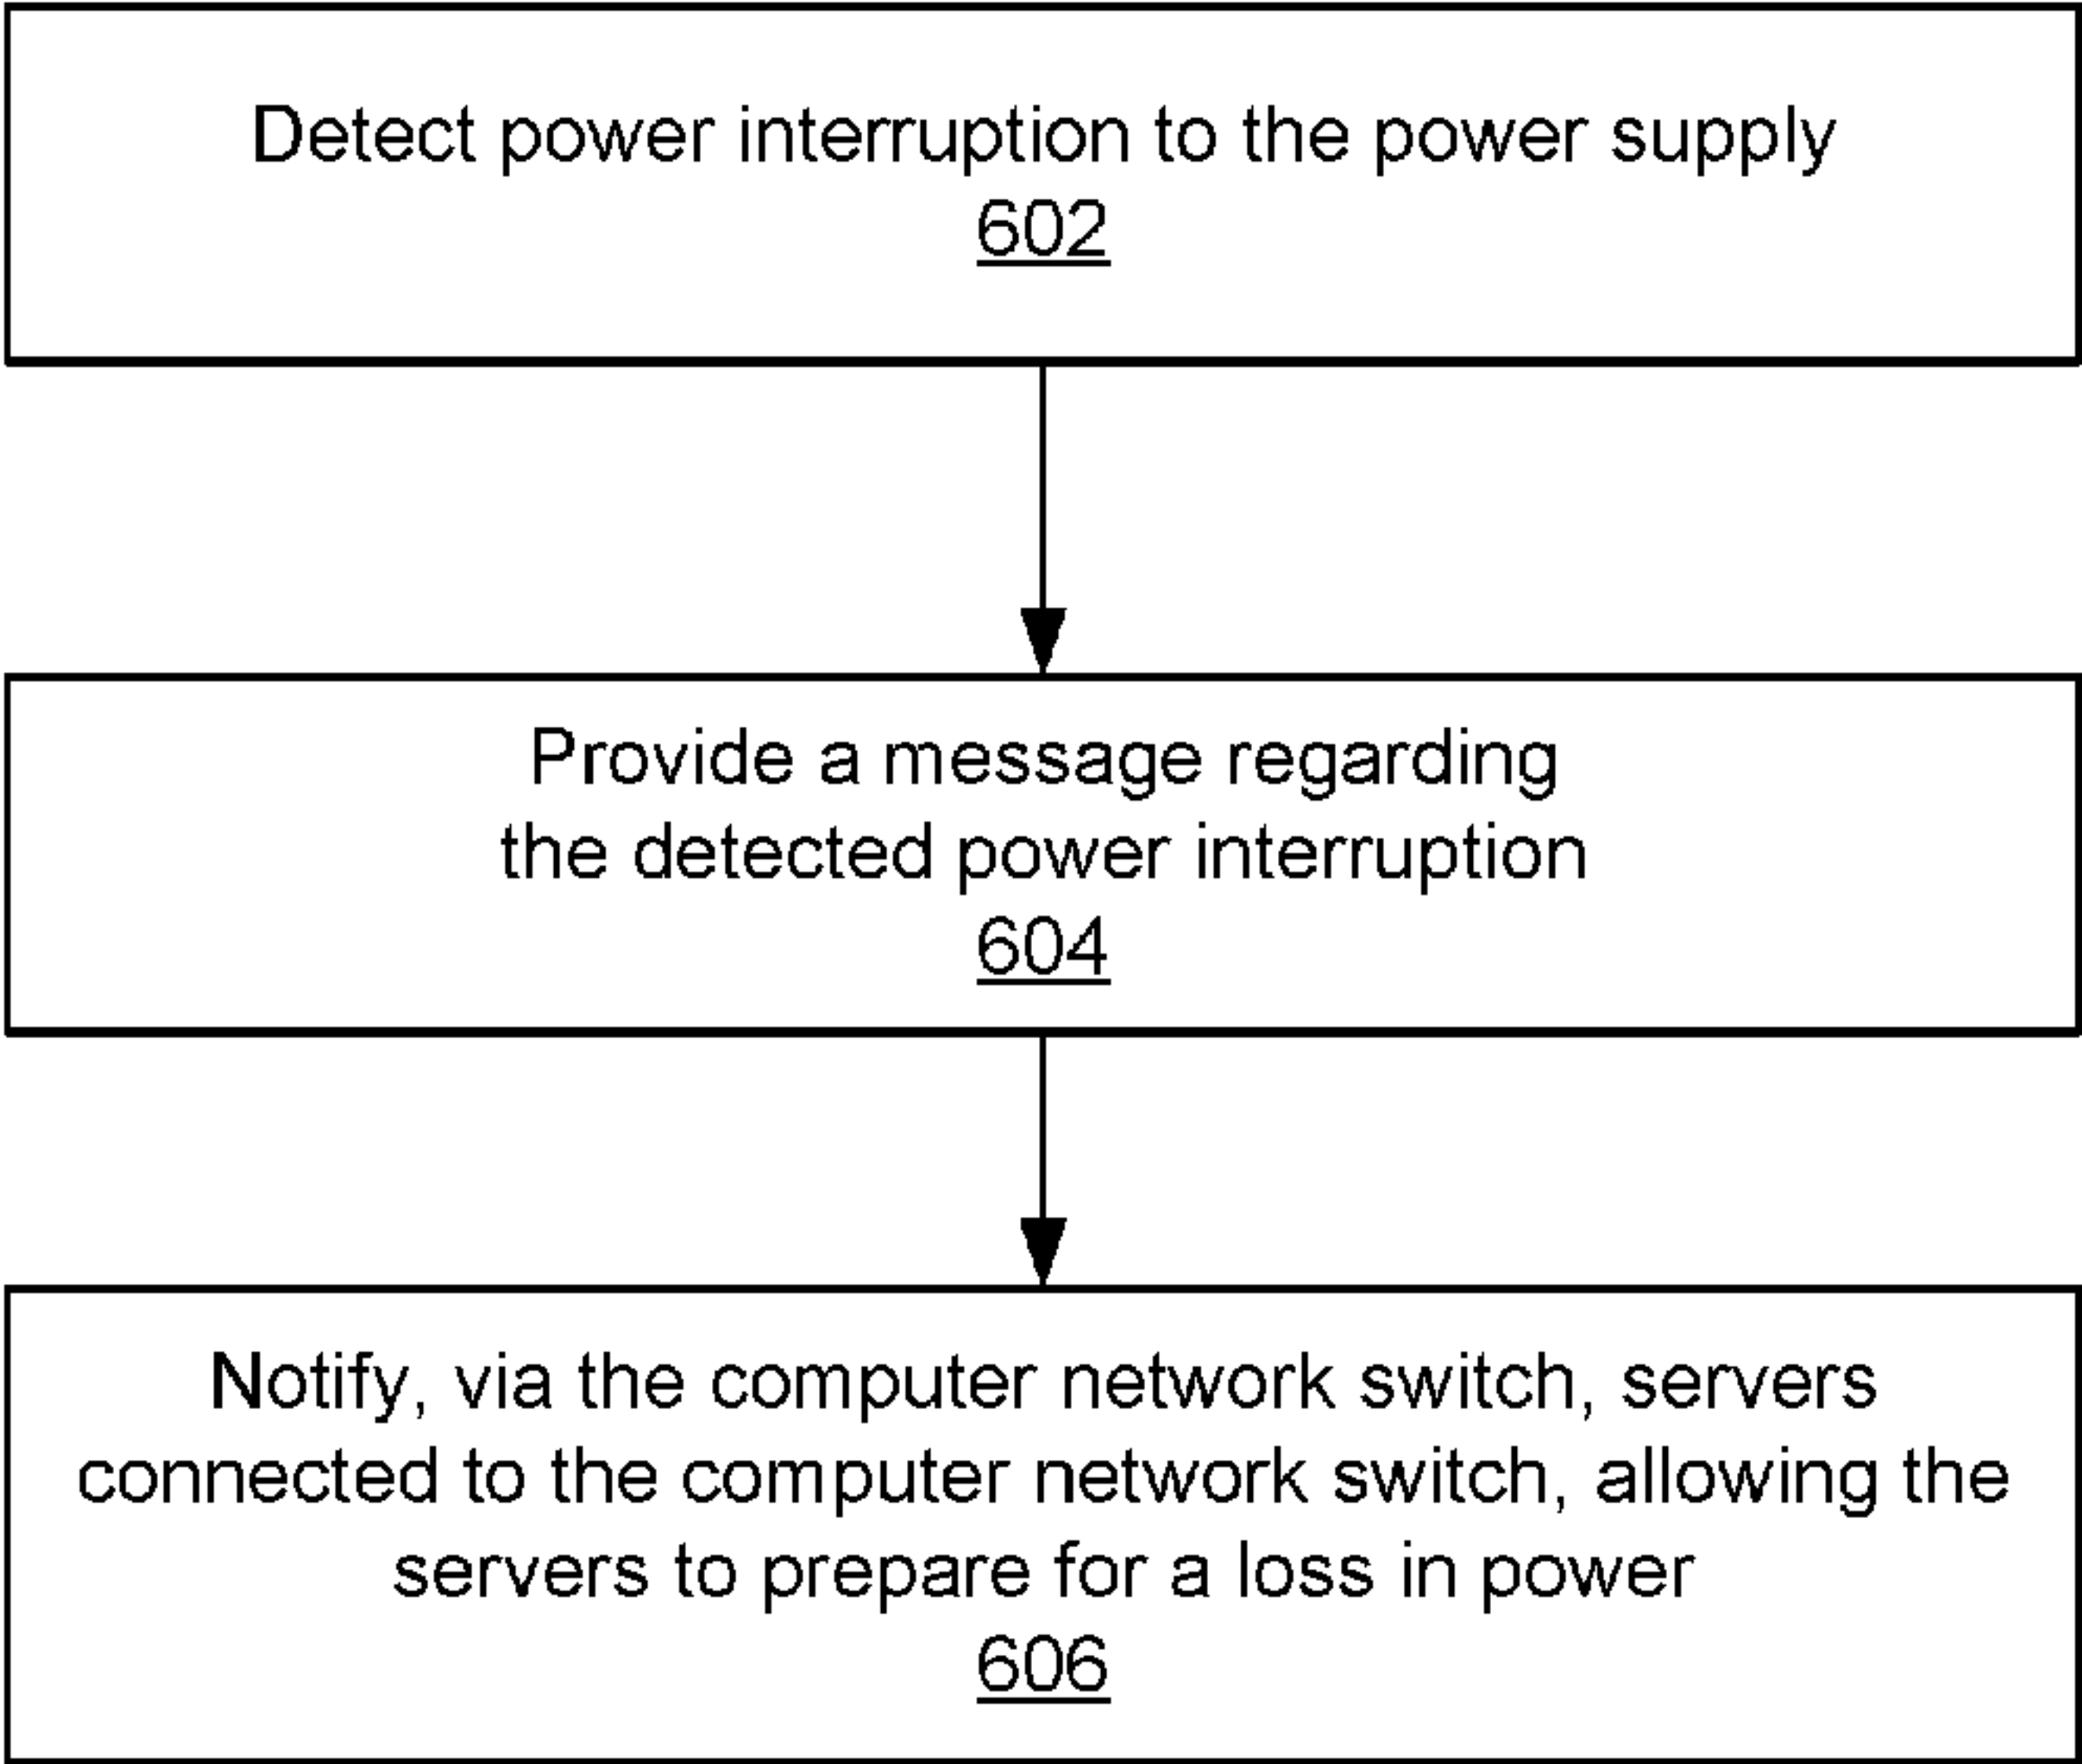 Detect power interruption to the power supply
602
Provide a message regarding
the detected power interruption
604
Notify, via the computer network switch, servers
connected to the computer network switch, allowing the
servers to prepare for a loss in power
606